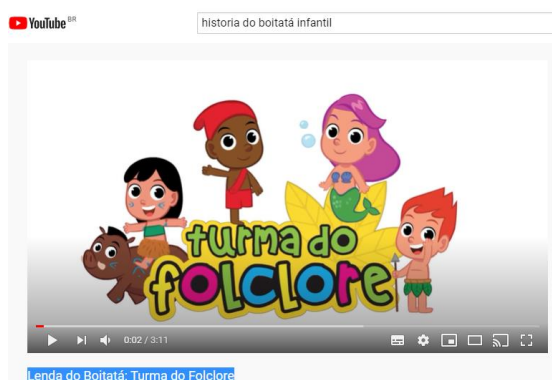 YouTube BR
historia do boitatá infantil
turma do
folclore
0:02 / 3:11
Lenda do Boitatá: Turma do Folclore